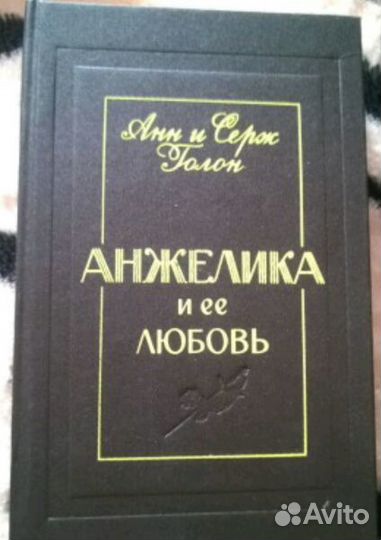 Анн и Серж
Голон
АНЖЕЛИКА
и ее
ЛЮБОВЬ
Avito